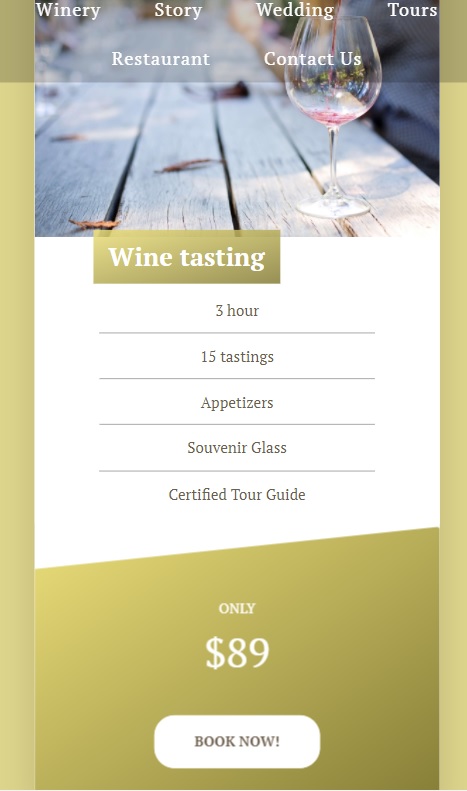 Winery Story Wedding Tours
Restaurant Contact Us
Wine tasting
3 hour
15 tastings
Appetizers
Souvenir Glass
Certified Tour Guide
ONLY
$89
BOOK NOW!